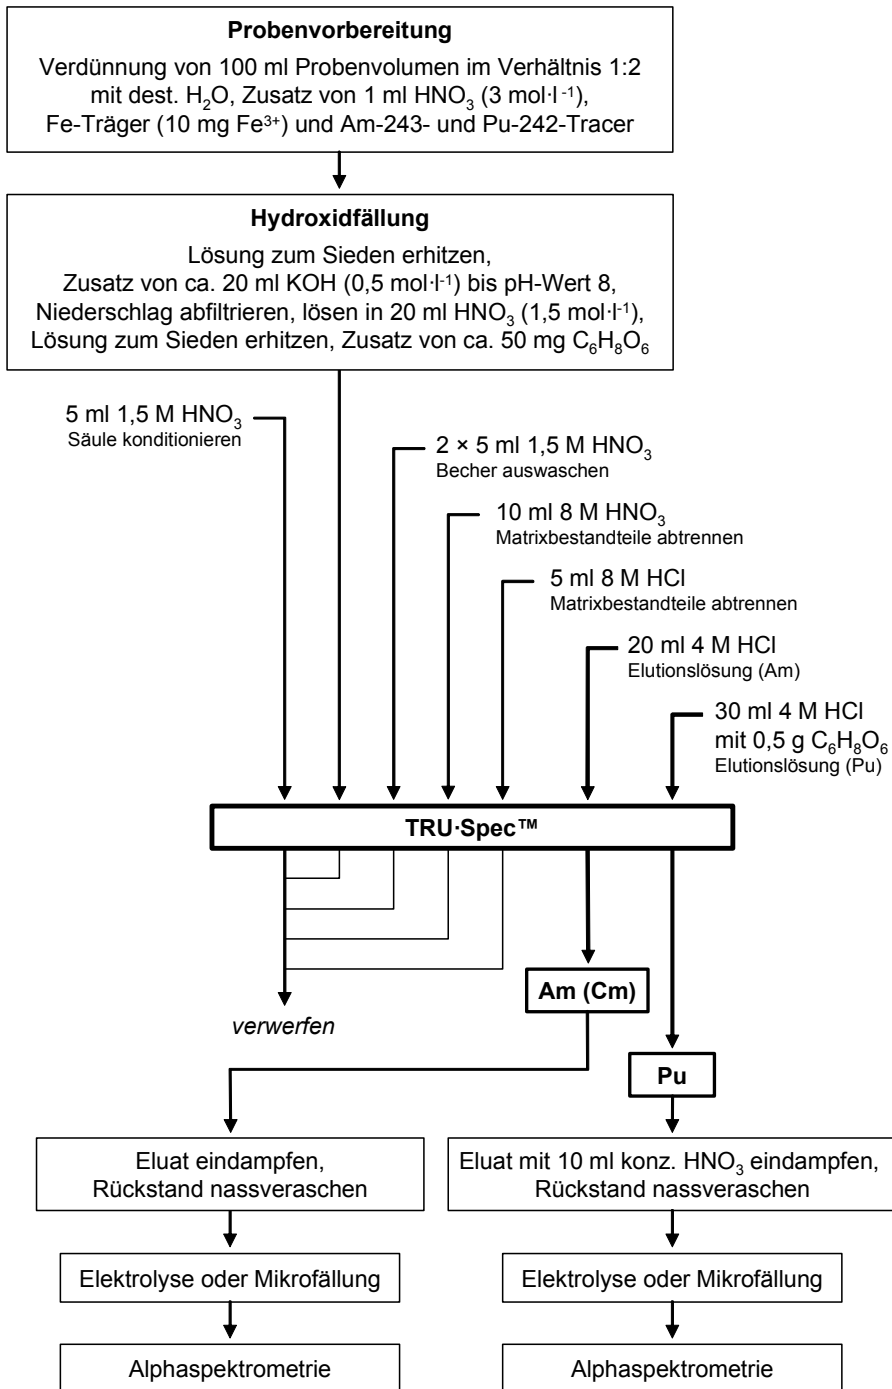 Probenvorbereitung
Verdünnung von 100 ml Probenvolumen im Verhältnis 1:2
mit dest. H₂O, Zusatz von 1 ml HNO₃ (3 mol·l⁻¹),
Fe-Träger (10 mg Fe³⁺) und Am-243- und Pu-242-Tracer
Hydroxidfällung
Lösung zum Sieden erhitzen,
Zusatz von ca. 20 ml KOH (0,5 mol·l⁻¹) bis pH-Wert 8,
Niederschlag abfiltrieren, lösen in 20 ml HNO₃ (1,5 mol·l⁻¹),
Lösung zum Sieden erhitzen, Zusatz von ca. 50 mg C₆H₈O₆
5 ml 1,5 M HNO₃
Säule konditionieren
2 × 5 ml 1,5 M HNO₃
Becher auswaschen
10 ml 8 M HNO₃
Matrixbestandteile abtrennen
5 ml 8 M HCl
Matrixbestandteile abtrennen
20 ml 4 M HCl
Elutionslösung (Am)
30 ml 4 M HCl
mit 0,5 g C₆H₈O₆
Elutionslösung (Pu)
TRU·Spec™
Am (Cm)
verwerfen
Pu
Eluat eindampfen,
Rückstand nassveraschen
Eluat mit 10 ml konz. HNO₃ eindampfen,
Rückstand nassveraschen
Elektrolyse oder Mikrofällung
Elektrolyse oder Mikrofällung
Alphaspektrometrie
Alphaspektrometrie